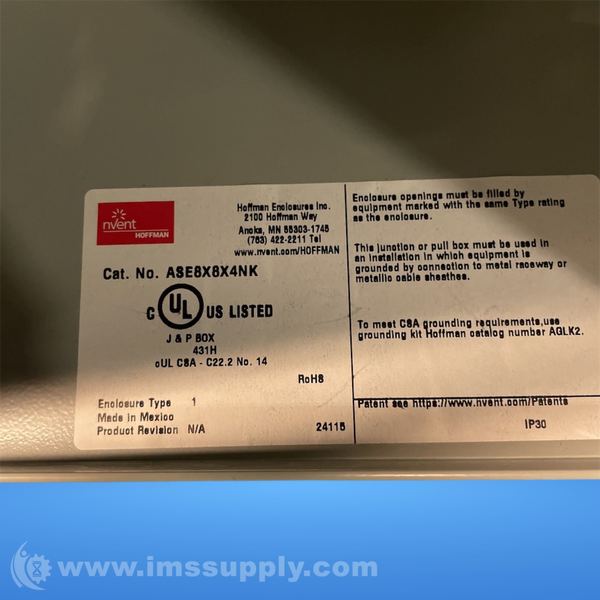 nvent
HOFFMAN
Hoffman Enclosures Inc.
2100 Hoffman Way
Anoka, MN 55303-1745
(763) 422-2211 Tel
www.nvent.com/HOFFMAN
Cat. No. ASE8X8X4NK
C UL US LISTED
J & P BOX
431H
cUL CSA - C22.2 No. 14
RoHS
Enclosure Type 1
Made in Mexico
Product Revision N/A
24115
Enclosure openings must be filled by
equipment marked with the same Type rating
as the enclosure.
This junction or pull box must be used in
an installation in which equipment is
grounded by connection to metal raceway or
metallic cable sheathes.
To meet CSA grounding requirements,use
grounding kit Hoffman catalog number AGLK2.
Patent see https://www.nvent.com/Patents
IP30
www.imssupply.com/